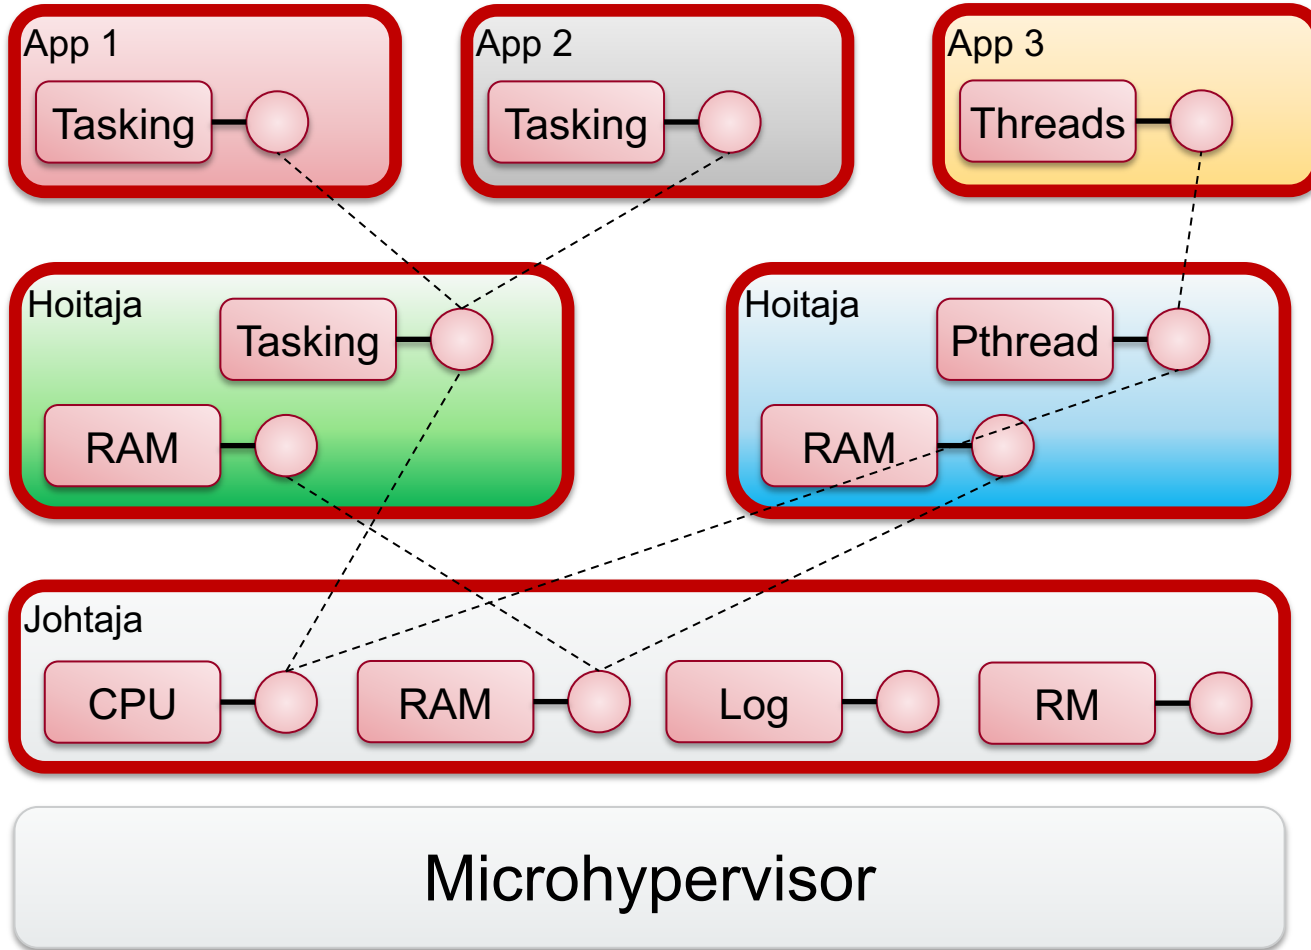 App 1
Tasking
App 2
Tasking
App 3
Threads
Hoitaja
Tasking
RAM
Hoitaja
Pthread
RAM
Johtaja
CPU
RAM
Log
RM
Microhypervisor